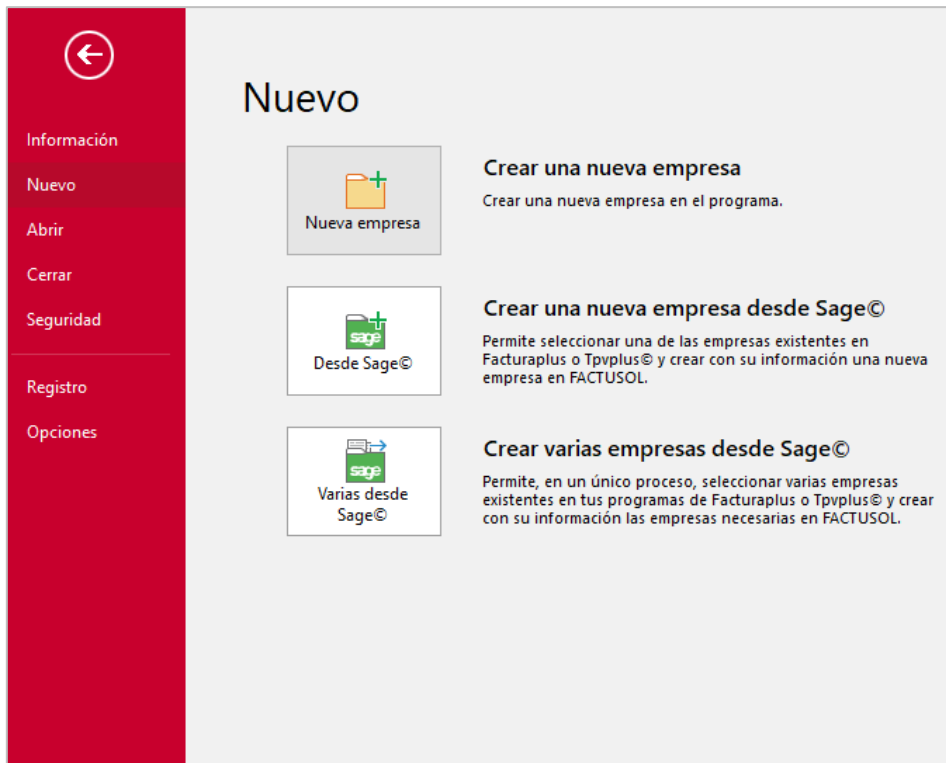 Información
Nuevo
Abrir
Cerrar
Seguridad
Registro
Opciones
Nuevo
Nueva empresa
Crear una nueva empresa
Crear una nueva empresa en el programa.
sage
Desde Sage©
Crear una nueva empresa desde Sage©
Permite seleccionar una de las empresas existentes en
Facturaplus o Tpvplus© y crear con su información una nueva
empresa en FACTUSOL.
sage
Varias desde
Sage©
Crear varias empresas desde Sage©
Permite, en un único proceso, seleccionar varias empresas
existentes en tus programas de Facturaplus o Tpvplus© y crear
con su información las empresas necesarias en FACTUSOL.